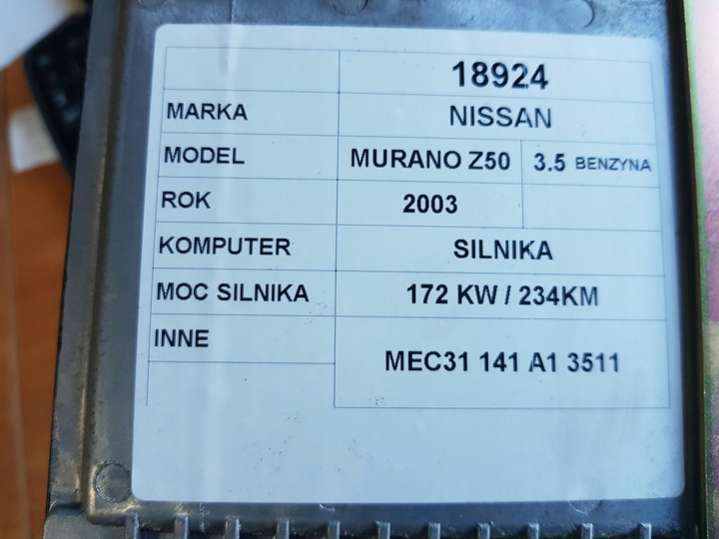 18924
MARKA NISSAN
MODEL MURANO Z50 3.5 BENZYNA
ROK 2003
KOMPUTER SILNIKA
MOC SILNIKA 172 KW / 234KM
INNE MEC31 141 A1 3511